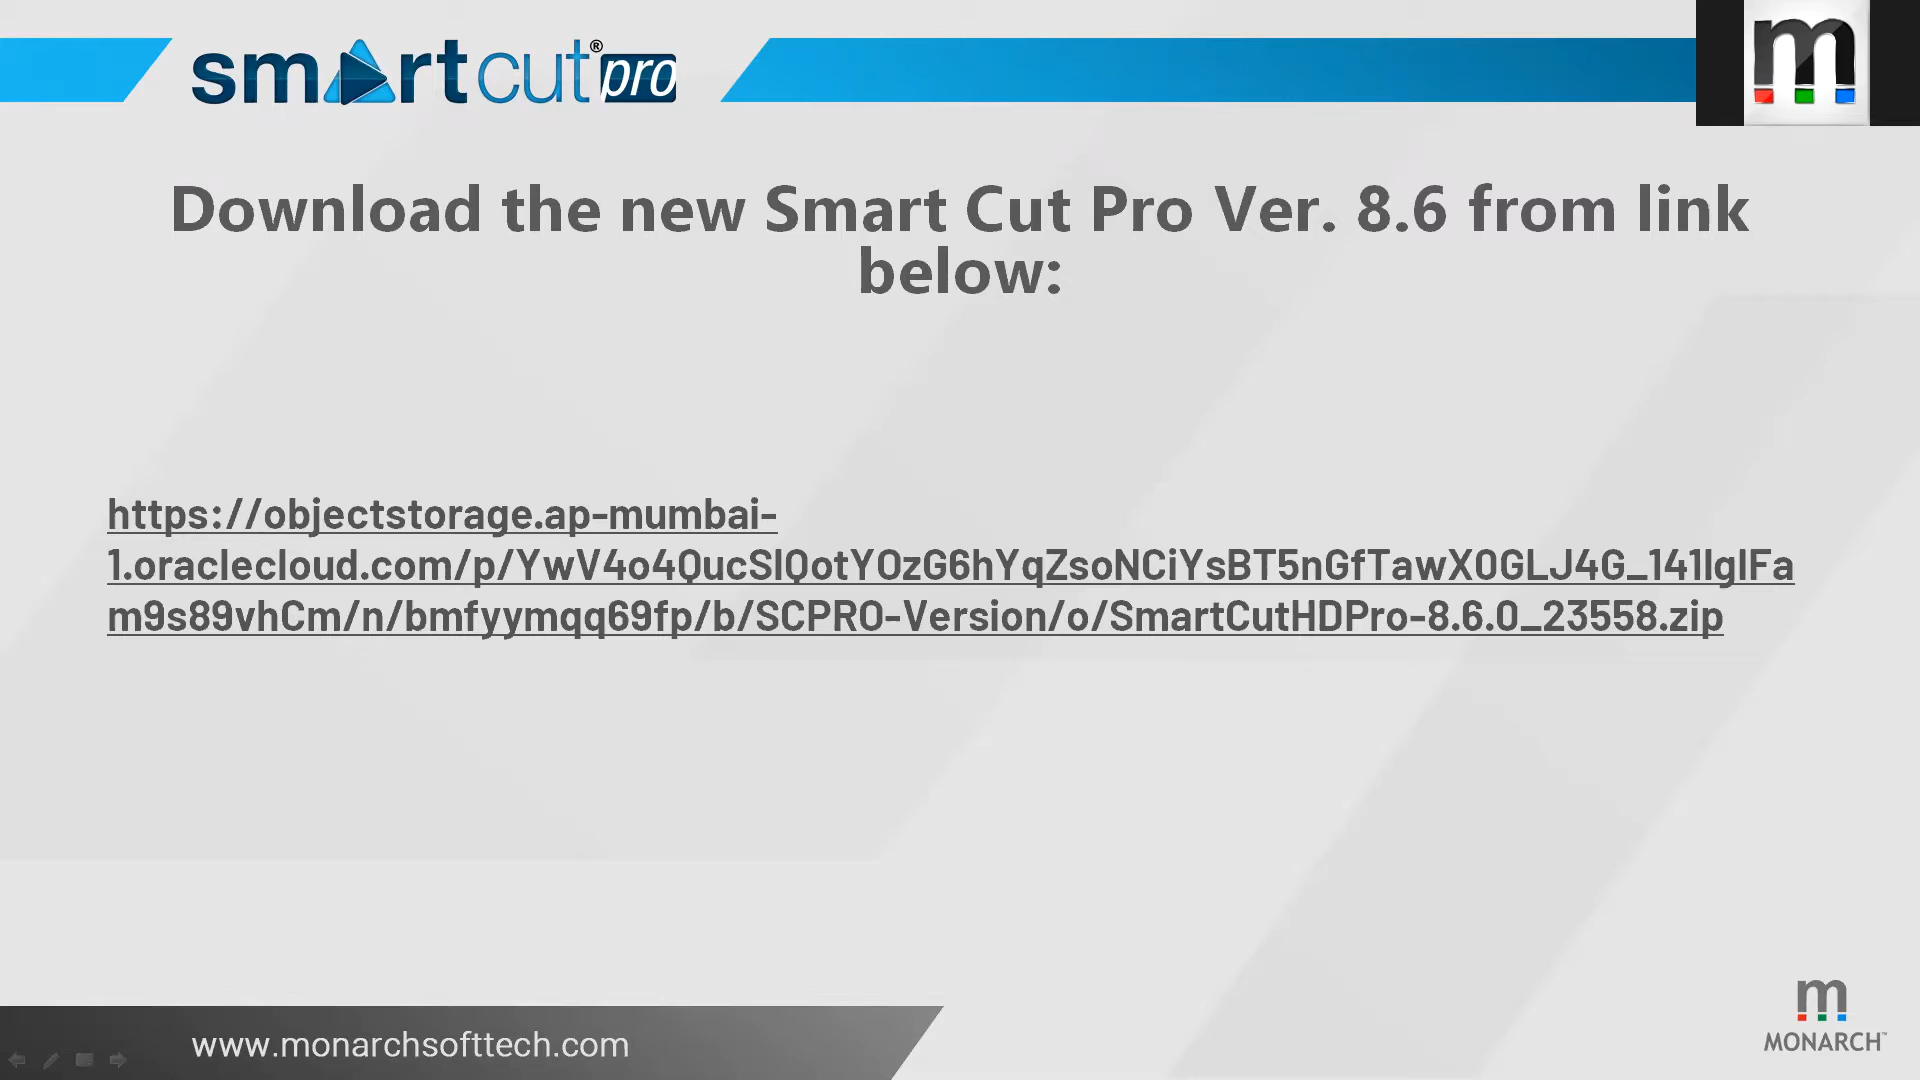 smartcut® pro
m
Download the new Smart Cut Pro Ver. 8.6 from link
below:
https://objectstorage.ap-mumbai-
1.oraclecloud.com/p/YwV4o4QucSlQotYOzG6hYqZsoNCiYsBT5nGfTawX0GLJ4G_141lglFa
m9s89vhCm/n/bmfyymqq69fp/b/SCPRO-Version/o/SmartCutHDPro-8.6.0_23558.zip
m
MONARCH™
www.monarchsofttech.com